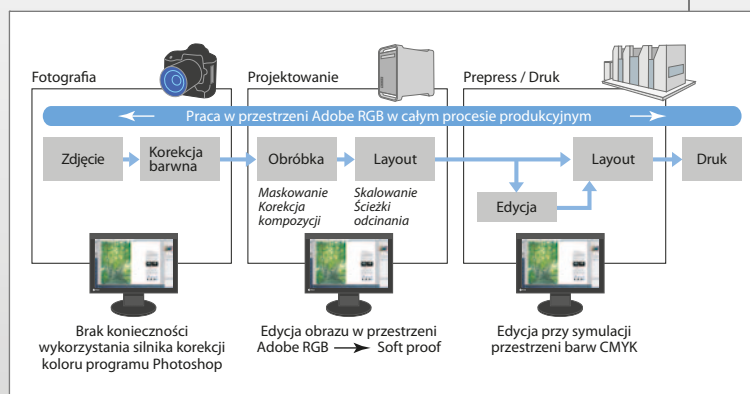 Fotografia
Projektowanie
Prepress / Druk
Praca w przestrzeni Adobe RGB w całym procesie produkcyjnym
Zdjęcie
Korekcja
barwna
Obróbka
Layout
Layout
Druk
Maskowanie
Korekcja
kompozycji
Skalowanie
Ścieżki
odcinania
Edycja
Brak konieczności
wykorzystania silnika korekcji
koloru programu Photoshop
Edycja obrazu w przestrzeni
Adobe RGB → Soft proof
Edycja przy symulacji
przestrzeni barw CMYK